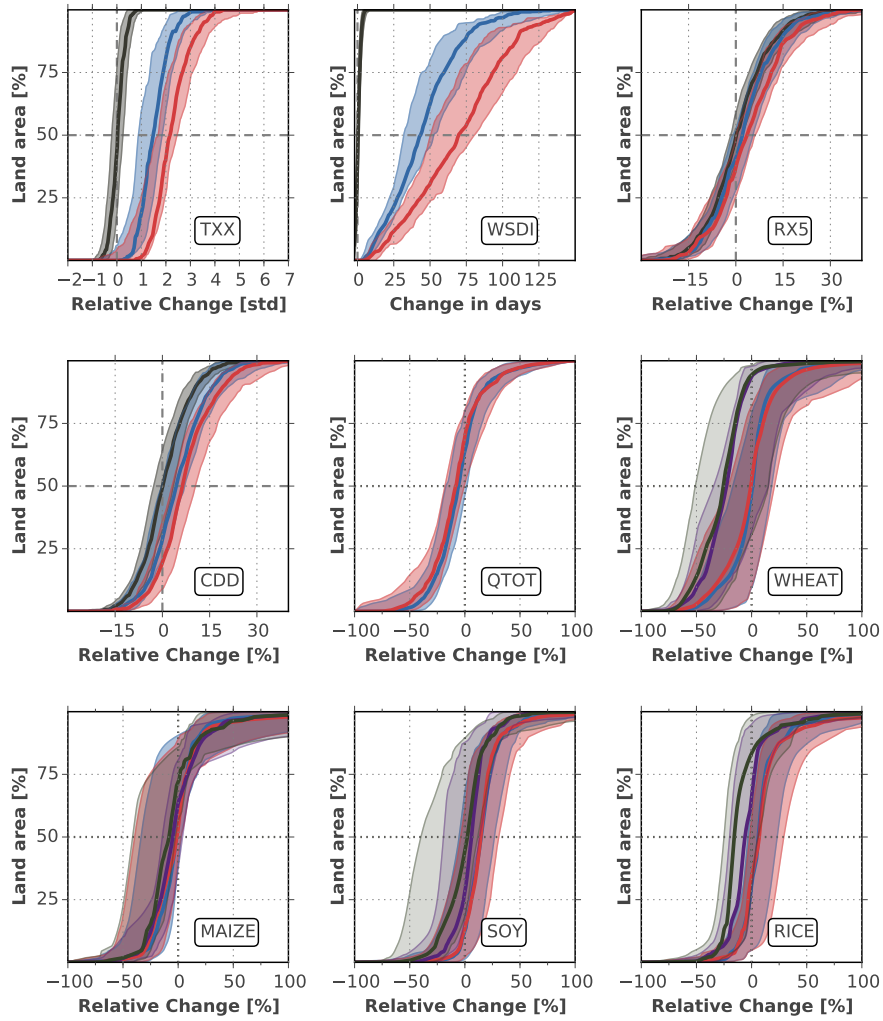 Land area [%]
75
50
25
TXX
−2 −1 0 1 2 3 4 5 6 7
Relative Change [std]
Land area [%]
75
50
25
WSDI
0 25 50 75 100 125
Change in days
Land area [%]
75
50
25
RX5
−15 0 15 30
Relative Change [%]
Land area [%]
75
50
25
CDD
−15 0 15 30
Relative Change [%]
Land area [%]
75
50
25
QTOT
−100 −50 0 50 100
Relative Change [%]
Land area [%]
75
50
25
WHEAT
−100 −50 0 50 100
Relative Change [%]
Land area [%]
75
50
25
MAIZE
−100 −50 0 50 100
Relative Change [%]
Land area [%]
75
50
25
SOY
−100 −50 0 50 100
Relative Change [%]
Land area [%]
75
50
25
RICE
−100 −50 0 50 100
Relative Change [%]